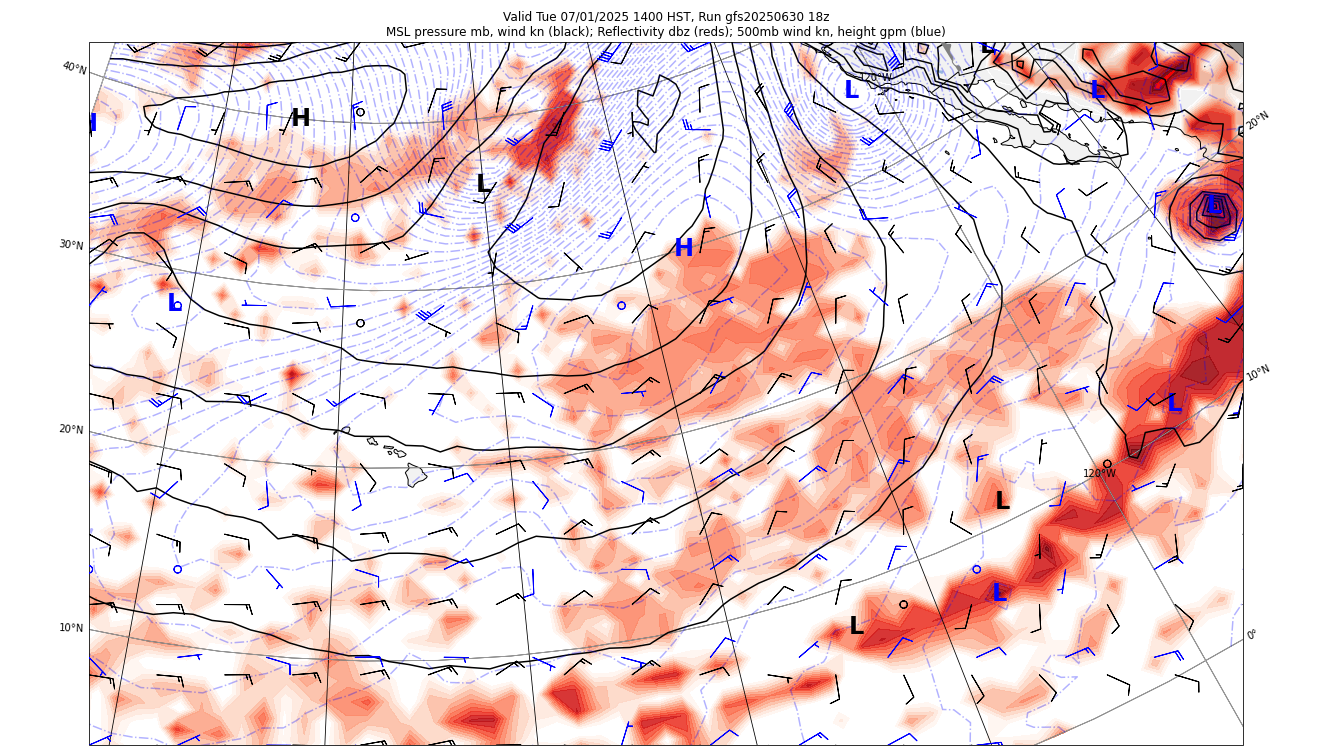 Valid Tue 07/01/2025 1400 HST, Run gfs20250630 18z
MSL pressure mb, wind kn (black); Reflectivity dbz (reds); 500mb wind kn, height gpm (blue)
L
40°N
120°W
L
L
H
H
20°N
L
L
30°N
H
L
10°N
L
20°N
120°W
L
L
10°N
L
0°